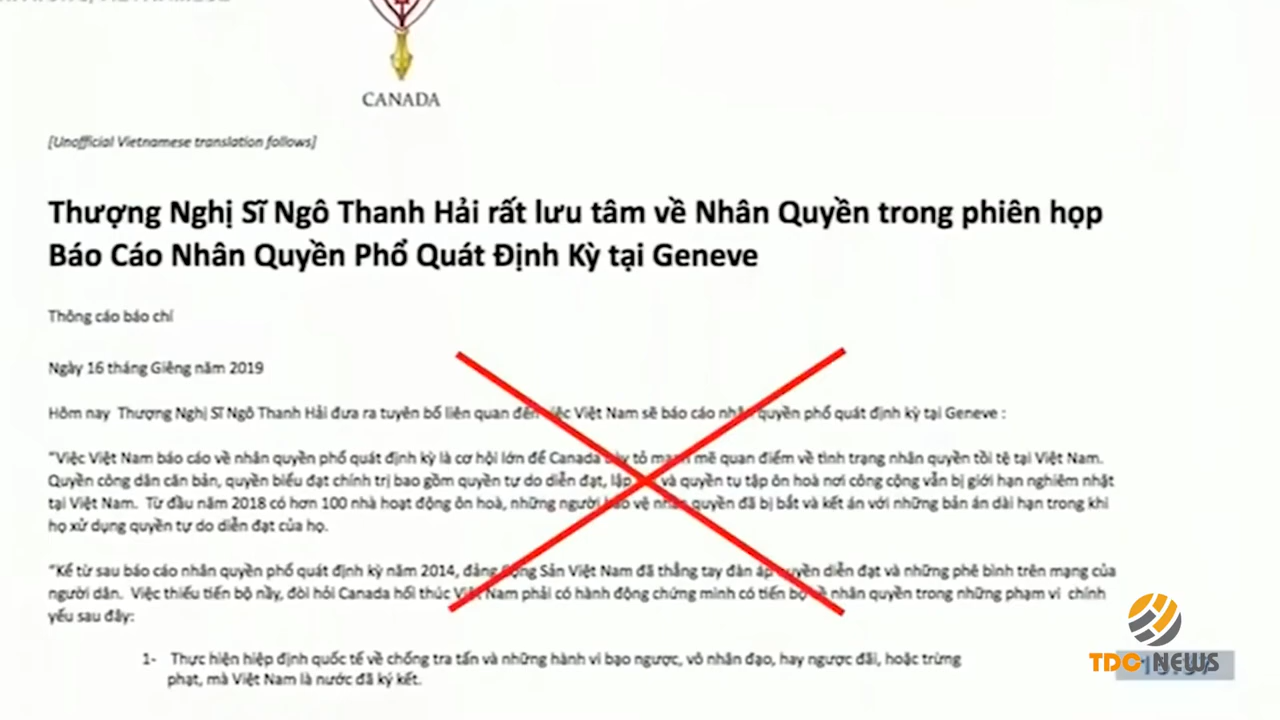 CANADA
[Unofficial Vietnamese translation follows]
Thượng Nghị Sĩ Ngô Thanh Hải rất lưu tâm về Nhân Quyền trong phiên họp
Báo Cáo Nhân Quyền Phổ Quát Định Kỳ tại Geneve
Thông cáo báo chí
Ngày 16 tháng Giêng năm 2019
Hôm nay Thượng Nghị Sĩ Ngô Thanh Hải đưa ra tuyên bố liên quan đến việc Việt Nam sẽ báo cáo nhân quyền phổ quát định kỳ tại Geneve :
"Việc Việt Nam báo cáo về nhân quyền phổ quát định kỳ là cơ hội lớn để Canada bày tỏ mạnh mẽ quan điểm về tình trạng nhân quyền tồi tệ tại Việt Nam.
Quyền công dân căn bản, quyền biểu đạt chính trị bao gồm quyền tự do diễn đạt, lập và quyền tụ tập ôn hoà nơi công cộng vẫn bị giới hạn nghiêm nhặt
tại Việt Nam. Từ đầu năm 2018 có hơn 100 nhà hoạt động ôn hoà, những người bảo vệ nhân quyền đã bị bắt và kết án với những bản án dài hạn trong khi
họ xử dụng quyền tự do diễn đạt của họ.
"Kể từ sau báo cáo nhân quyền phổ quát định kỳ năm 2014, đảng Cộng Sản Việt Nam đã thẳng tay đàn áp quyền diễn đạt và những phê bình trên mạng của
người dân. Việc thiếu tiến bộ nầy, đòi hỏi Canada hối thúc Việt Nam phải có hành động chứng minh có tiến bộ về nhân quyền trong những phạm vi chính
yếu sau đây:
1- Thực hiện hiệp định quốc tế về chống tra tấn và những hành vi bạo ngược, vô nhân đạo, hay ngược đãi, hoặc trừng
phạt, mà Việt Nam là nước đã ký kết.
TDC NEWS